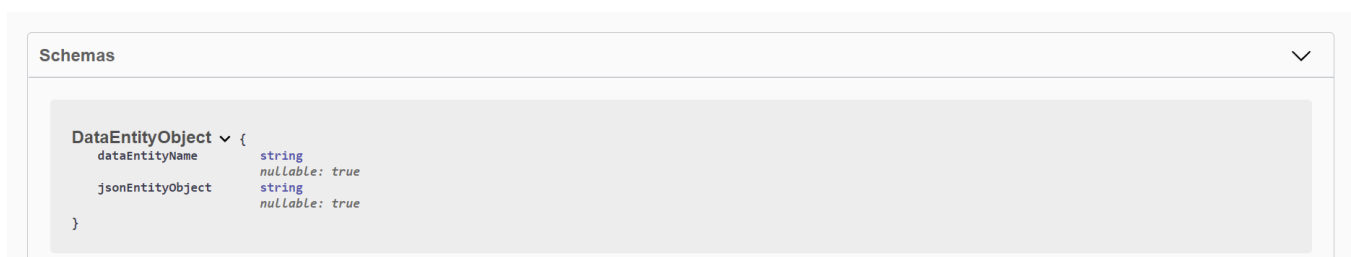 Schemas
DataEntityObject {
dataEntityName string
nullable: true
jsonEntityObject string
nullable: true
}